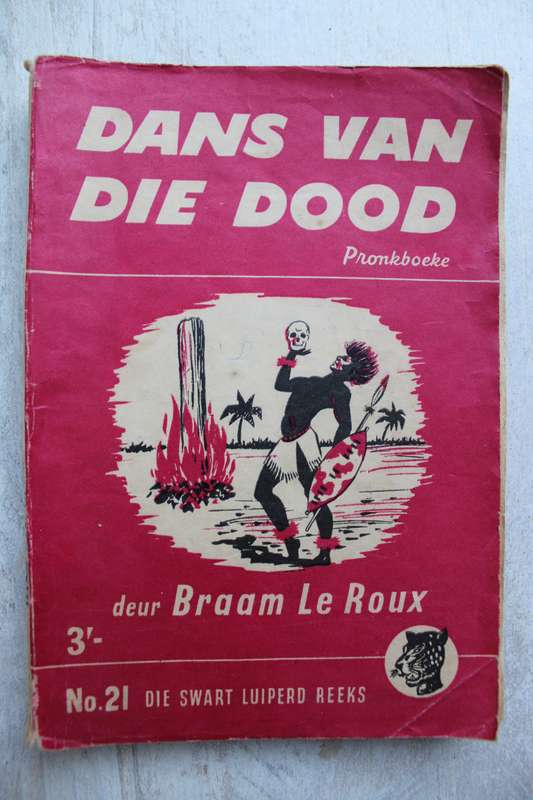 DANS VAN
DIE DOOD
Pronkboeke
deur Braam Le Roux
3'-
No.21 DIE SWART LUIPERD REEKS